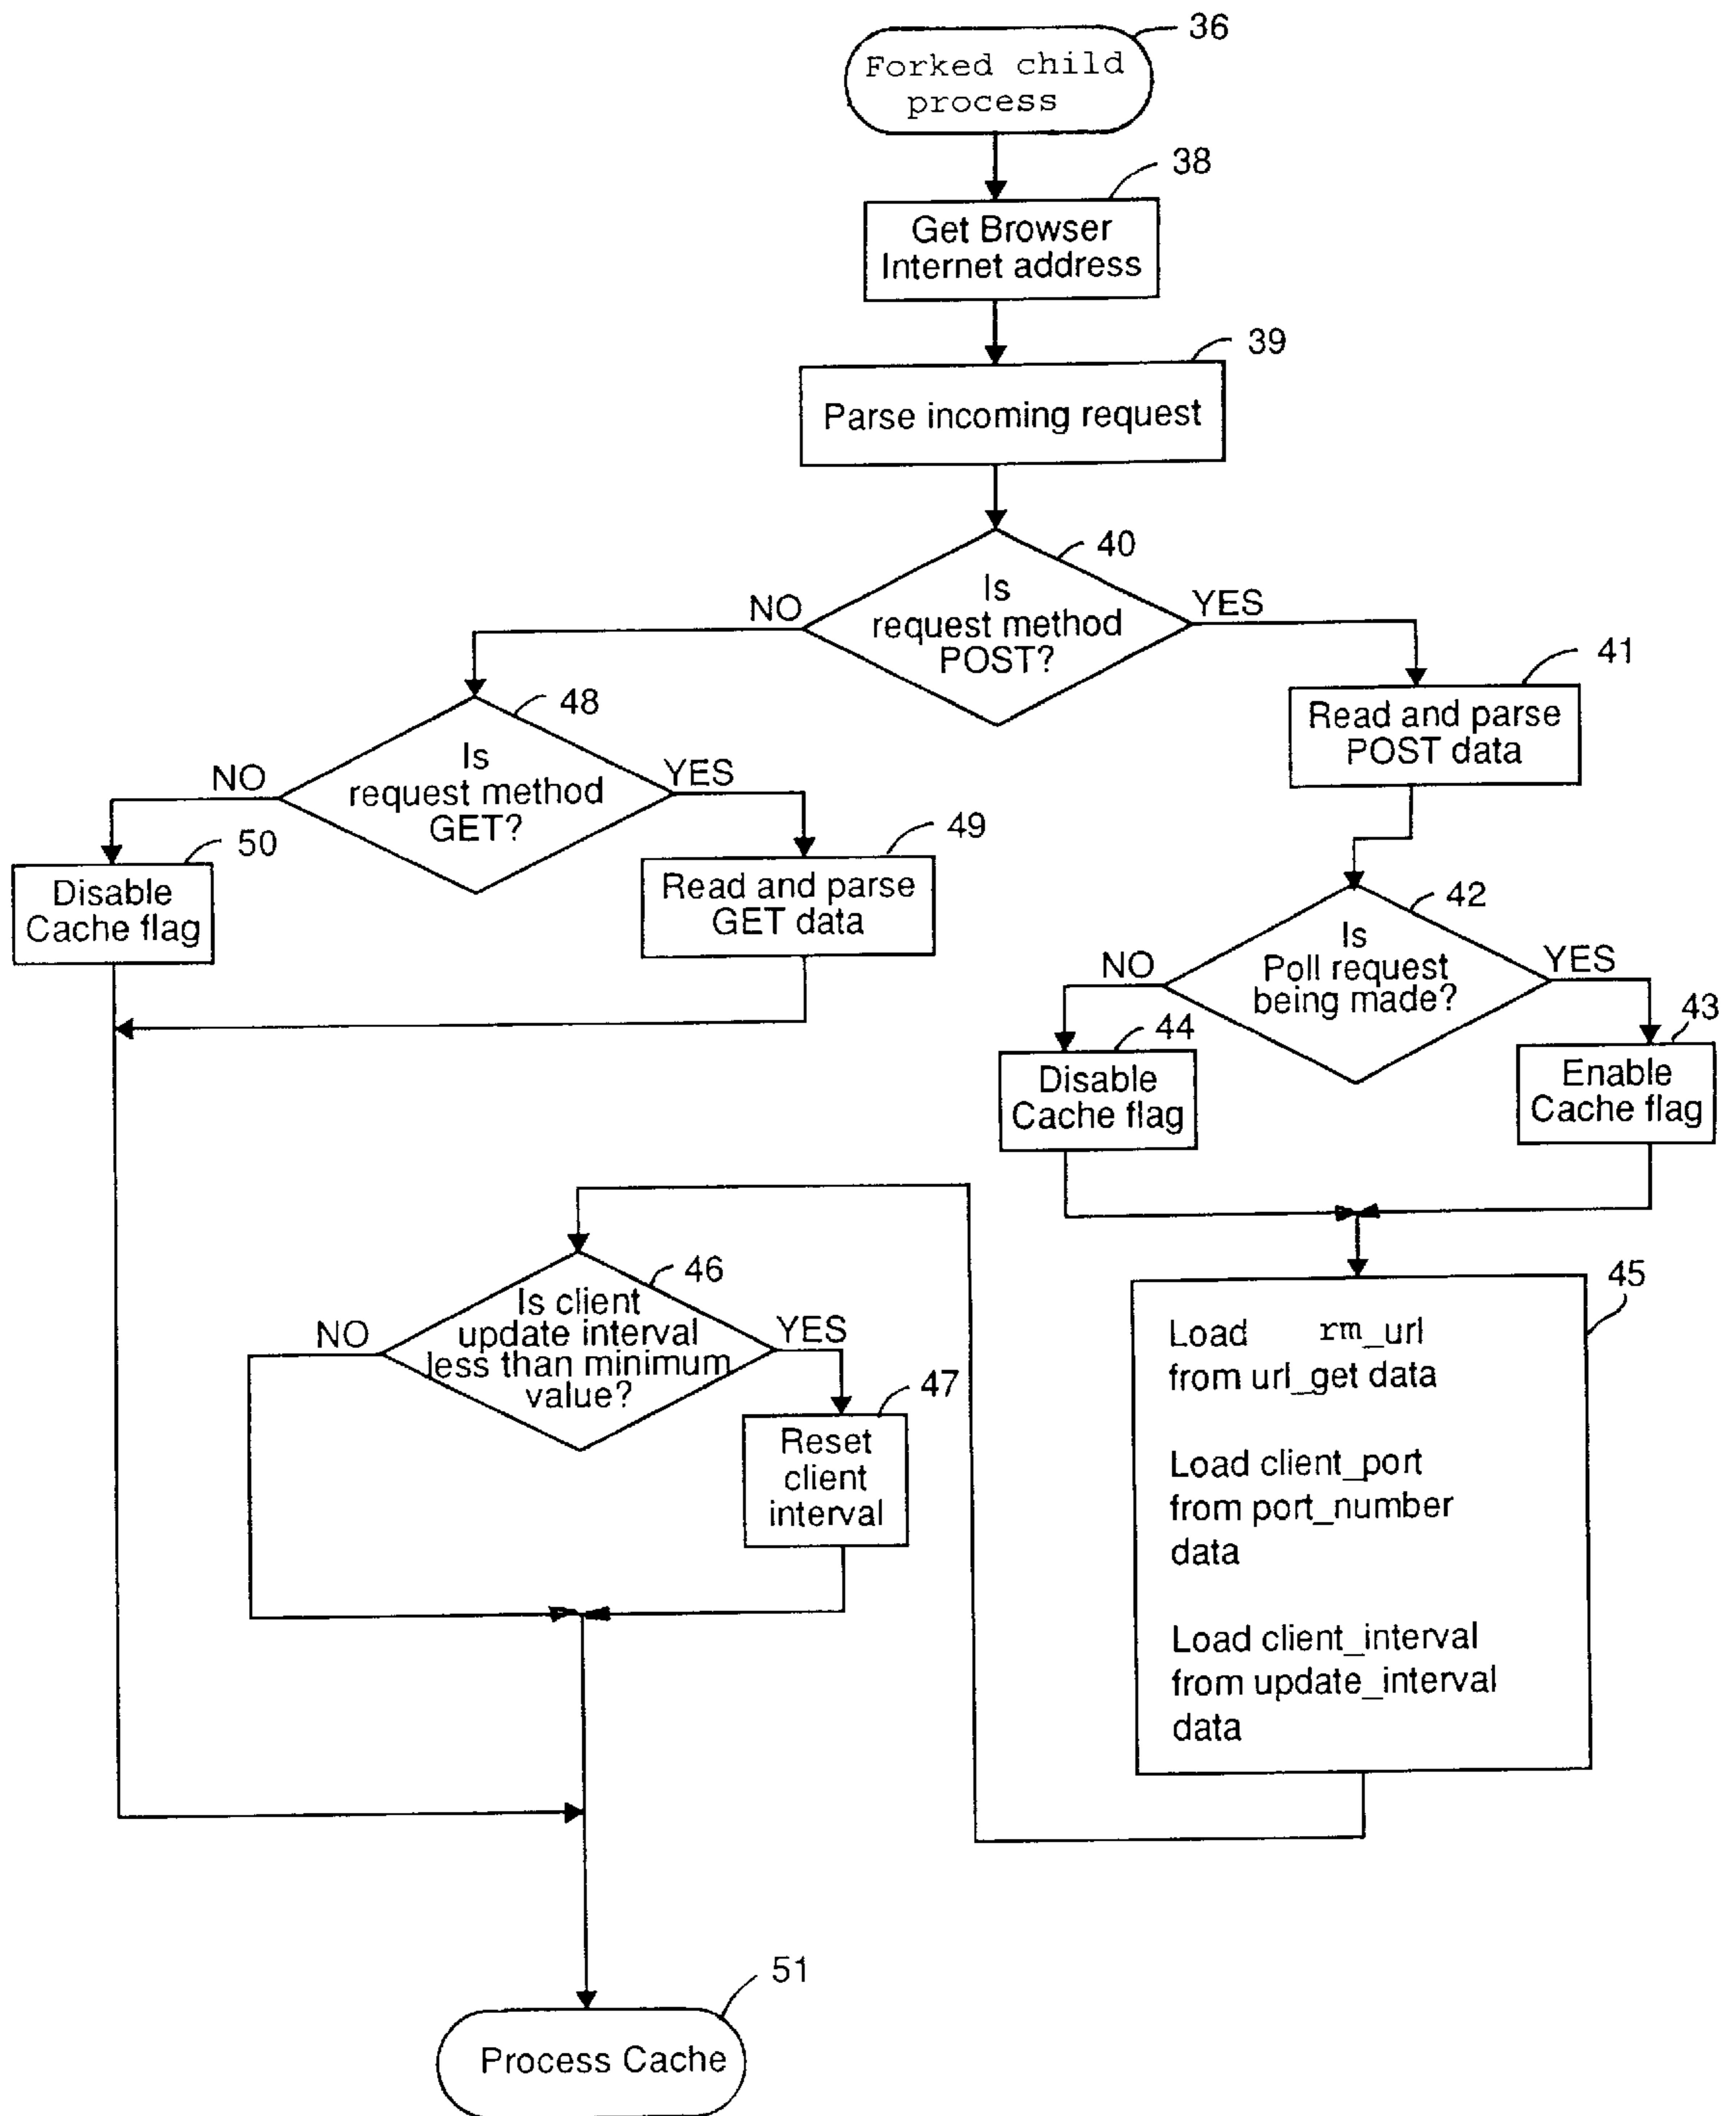 36
Forked child
process
38
Get Browser
Internet address
39
Parse incoming request
40
Is
request method
POST?
NO
YES
41
Read and parse
POST data
48
Is
request method
GET?
NO
YES
50
Disable
Cache flag
49
Read and parse
GET data
42
Is
Poll request
being made?
NO
YES
44
Disable
Cache flag
43
Enable
Cache flag
45
Load rm_url
from url_get data
Load client_port
from port_number
data
Load client_interval
from update_interval
data
46
Is client
update interval
less than minimum
value?
NO
YES
47
Reset
client
interval
51
Process Cache